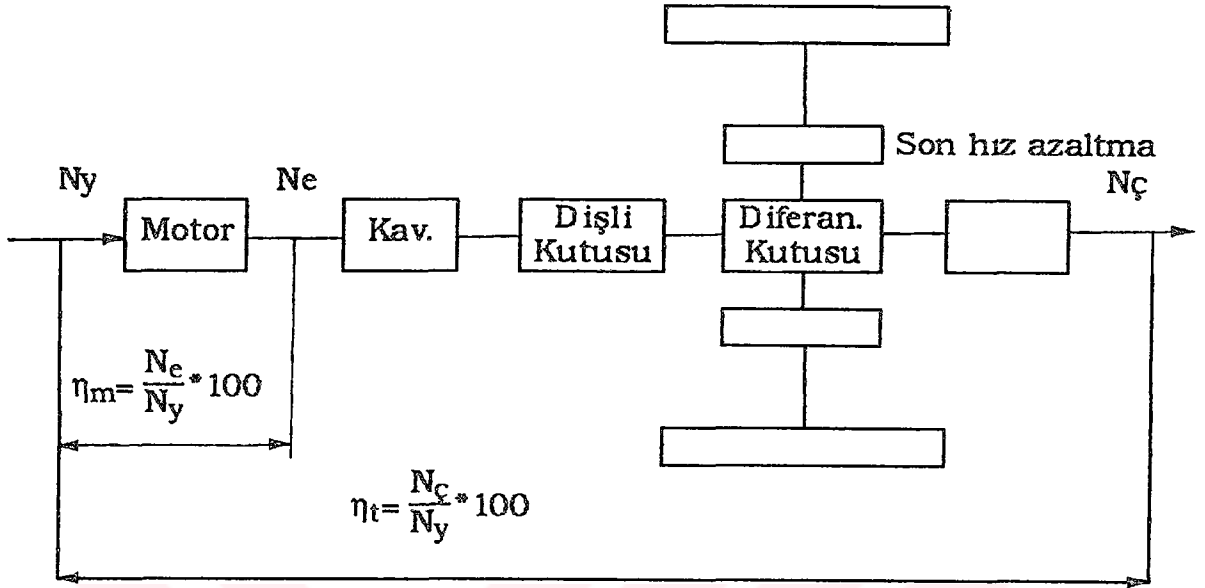 Son hız azaltma
Ny
Ne
Nç
Motor
Kav.
Dişli
Kutusu
Diferan.
Kutusu
ηm= Ne/Ny * 100
ηt= Nç/Ny * 100